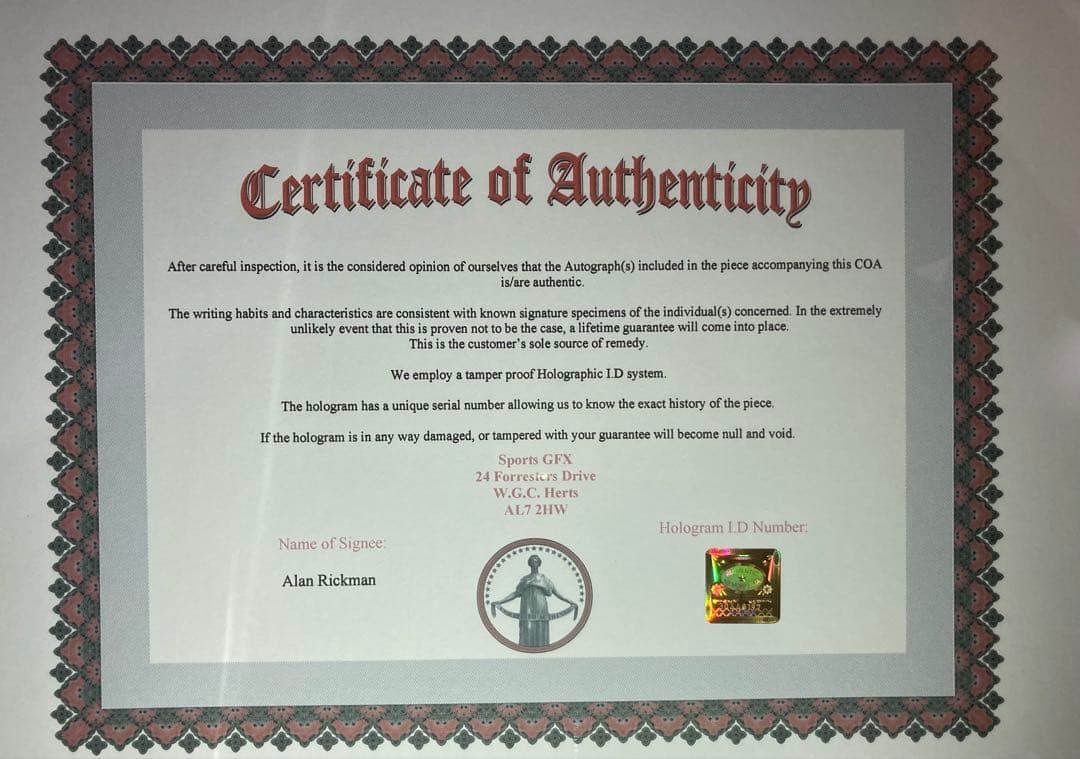 Certificate of Authenticity
After careful inspection, it is the considered opinion of ourselves that the Autograph(s) included in the piece accompanying this COA
is/are authentic.
The writing habits and characteristics are consistent with known signature specimens of the individual(s) concerned. In the extremely
unlikely event that this is proven not to be the case, a lifetime guarantee will come into place.
This is the customer's sole source of remedy.
We employ a tamper proof Holographic I.D system.
The hologram has a unique serial number allowing us to know the exact history of the piece.
If the hologram is in any way damaged, or tampered with your guarantee will become null and void.
Sports GFX
24 Forresters Drive
W.G.C. Herts
AL7 2HW
Hologram I.D Number:
Name of Signee:
Alan Rickman